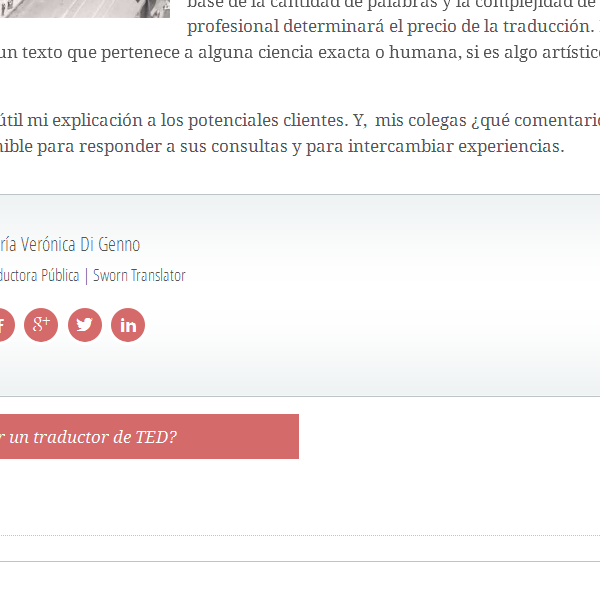 base de la cantidad de palabras y la complejidad de
profesional determinará el precio de la traducción.
un texto que pertenece a alguna ciencia exacta o humana, si es algo artístico
útil mi explicación a los potenciales clientes. Y, mis colegas ¿qué comentario
nible para responder a sus consultas y para intercambiar experiencias.
ría Verónica Di Genno
ductora Pública | Sworn Translator
r un traductor de TED?